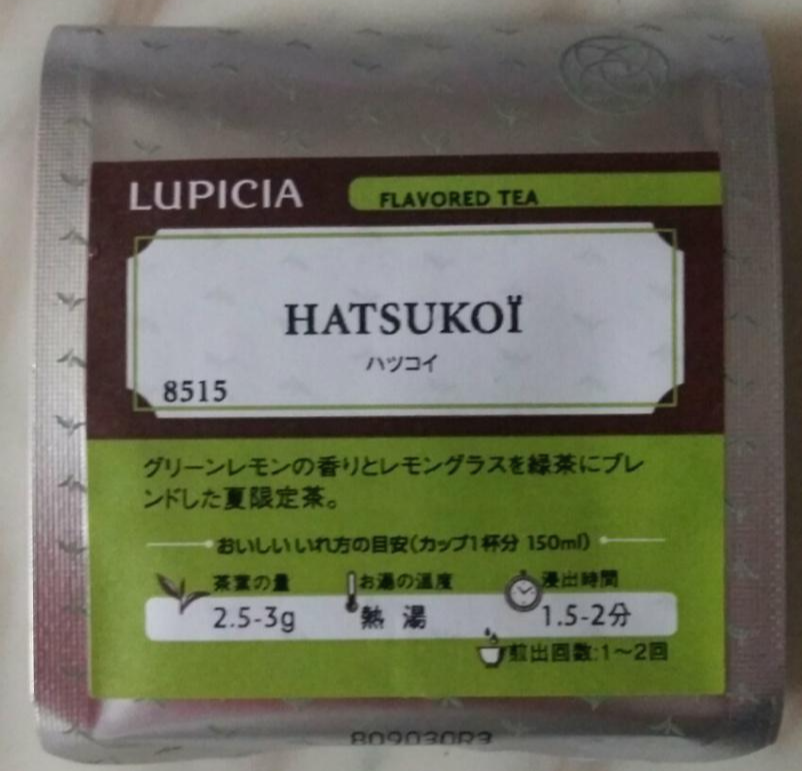 LUPICIA
FLAVORED TEA
HATSUKOÏ
ハツコイ
8515
グリーンレモンの香りとレモングラスを緑茶にブレ
ンドした夏限定茶。
おいしいいれ方の目安(カップ1杯分 150ml)
茶葉の量 お湯の温度 浸出時間
2.5-3g 熱 湯 1.5-2分
煎出回数:1〜2回